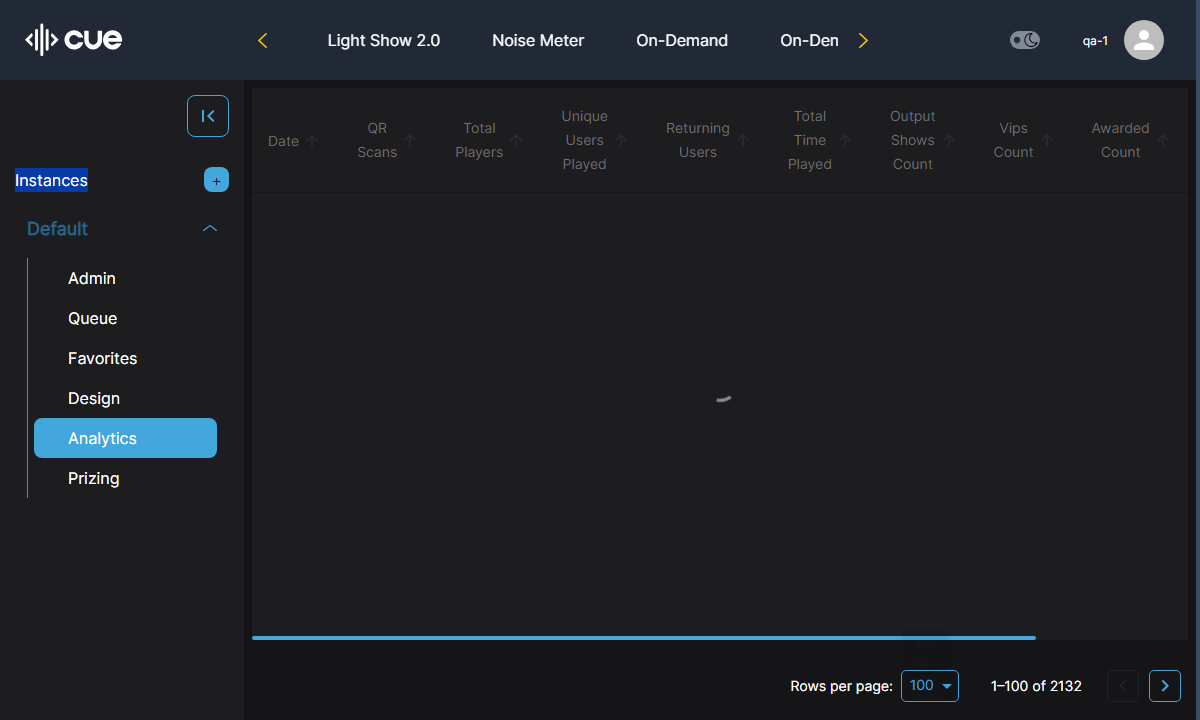 cue
Light Show 2.0
Noise Meter
On-Demand
On-Den
qa-1
Instances
+
Default
Admin
Queue
Favorites
Design
Analytics
Prizing
Date
QR
Scans
Total
Players
Unique
Users
Played
Returning
Users
Total
Time
Played
Output
Shows
Count
Vips
Count
Awarded
Count
Rows per page:
100
1–100 of 2132